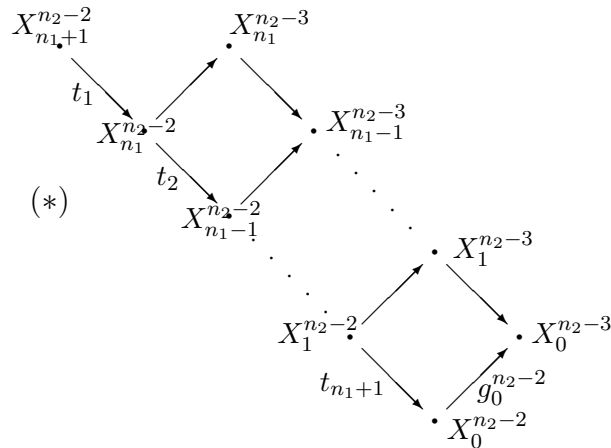 X_{n_1+1}^{n_2-2} X_{n_1}^{n_2-3}
t_1
X_{n_1}^{n_2-2} X_{n_1-1}^{n_2-3}
t_2
(*)
X_{n_1-1}^{n_2-2}
X_1^{n_2-3}
X_1^{n_2-2} X_0^{n_2-3}
t_{n_1+1} g_0^{n_2-2}
X_0^{n_2-2}